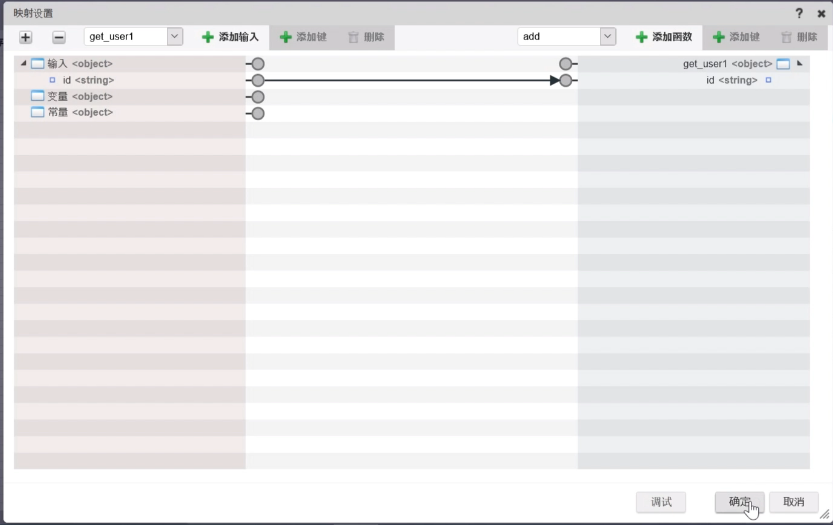 映射设置 ?
get_user1 添加输入 添加键 删除 add 添加函数 添加键 删除
输入 <object> get_user1 <object>
id <string> id <string>
变量 <object>
常量 <object>
调试 确定 取消